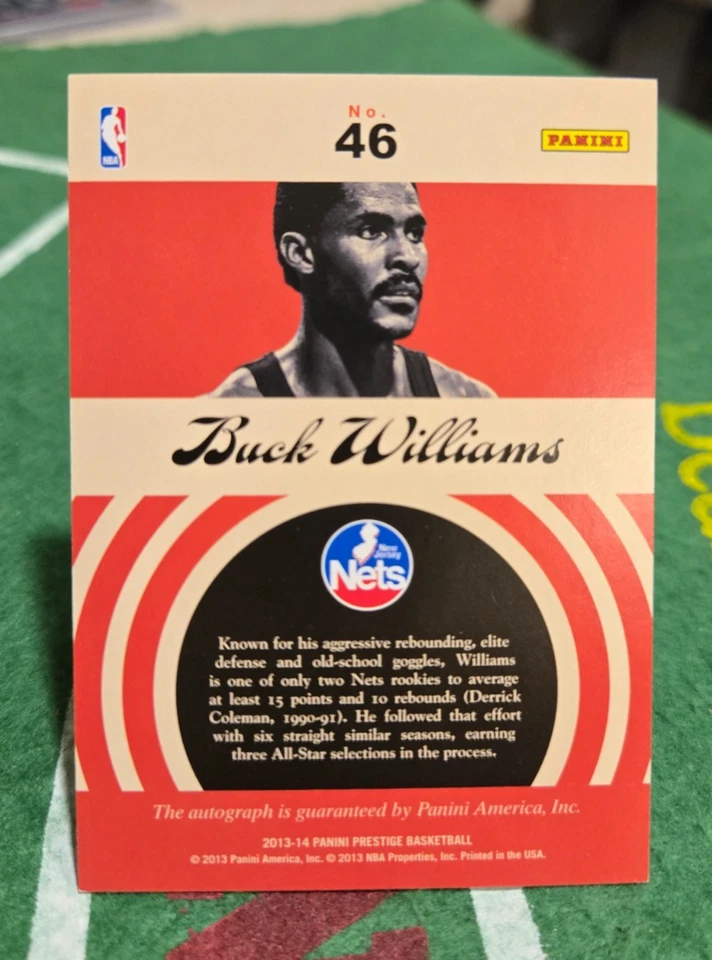 No.
46
NBA
PANINI
Buck Williams
New
Jersey
Nets
Known for his aggressive rebounding, elite
defense and old-school goggles, Williams
is one of only two Nets rookies to average
at least 15 points and 10 rebounds (Derrick
Coleman, 1990-91). He followed that effort
with six straight similar seasons, earning
three All-Star selections in the process.
The autograph is guaranteed by Panini America, Inc.
2013-14 PANINI PRESTIGE BASKETBALL
© 2013 Panini America, Inc. © 2013 NBA Properties, Inc. Printed in the USA.